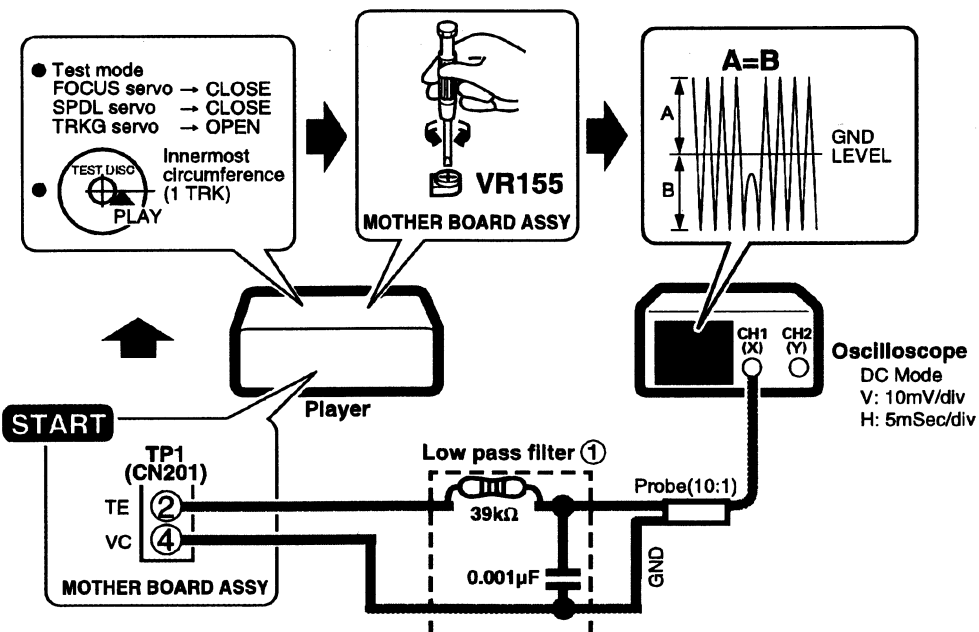 ● Test mode
FOCUS servo → CLOSE
SPDL servo → CLOSE
TRKG servo → OPEN
●
TEST DISC
PLAY
Innermost
circumference
(1 TRK)
VR155
MOTHER BOARD ASSY
A=B
A
B
GND
LEVEL
CH1
(X)
CH2
(Y)
Oscilloscope
DC Mode
V: 10mV/div
H: 5mSec/div
Player
START
TP1
(CN201)
TE
②
VC
④
MOTHER BOARD ASSY
Low pass filter ①
39kΩ
0.001μF
Probe(10:1)
GND